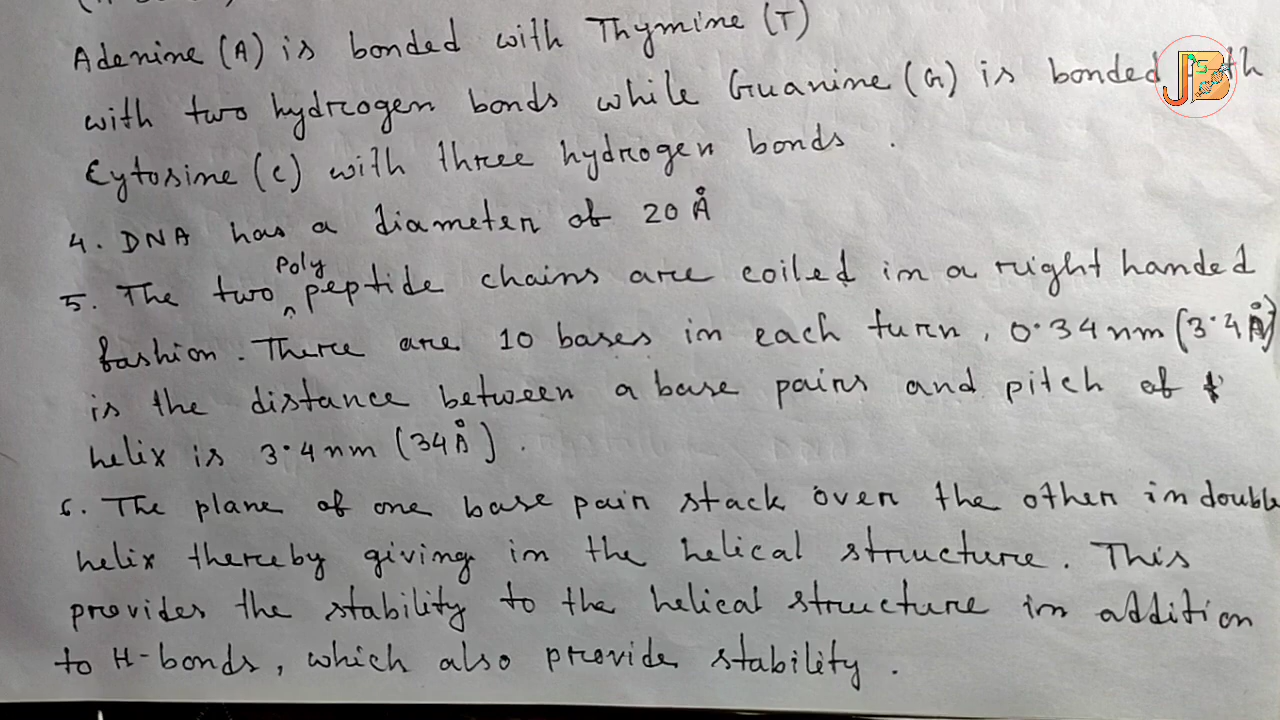 Adenine (A) is bonded with Thymine (T)
with two hydrogen bonds while Guanine (G) is bonded
Cytosine (C) with three hydrogen bonds.
4. DNA has a diameter of 20 Å
5. The two polypeptide chains are coiled in a right handed
fashion. There are 10 bases in each turn, 0.34 nm (3.4 Å)
is the distance between a base pairs and pitch of
helix is 3.4 nm (34 Å).
6. The plane of one base pair stack over the other in double
helix thereby giving in the helical structure. This
provides the stability to the helical structure in addition
to H-bonds, which also provide stability.